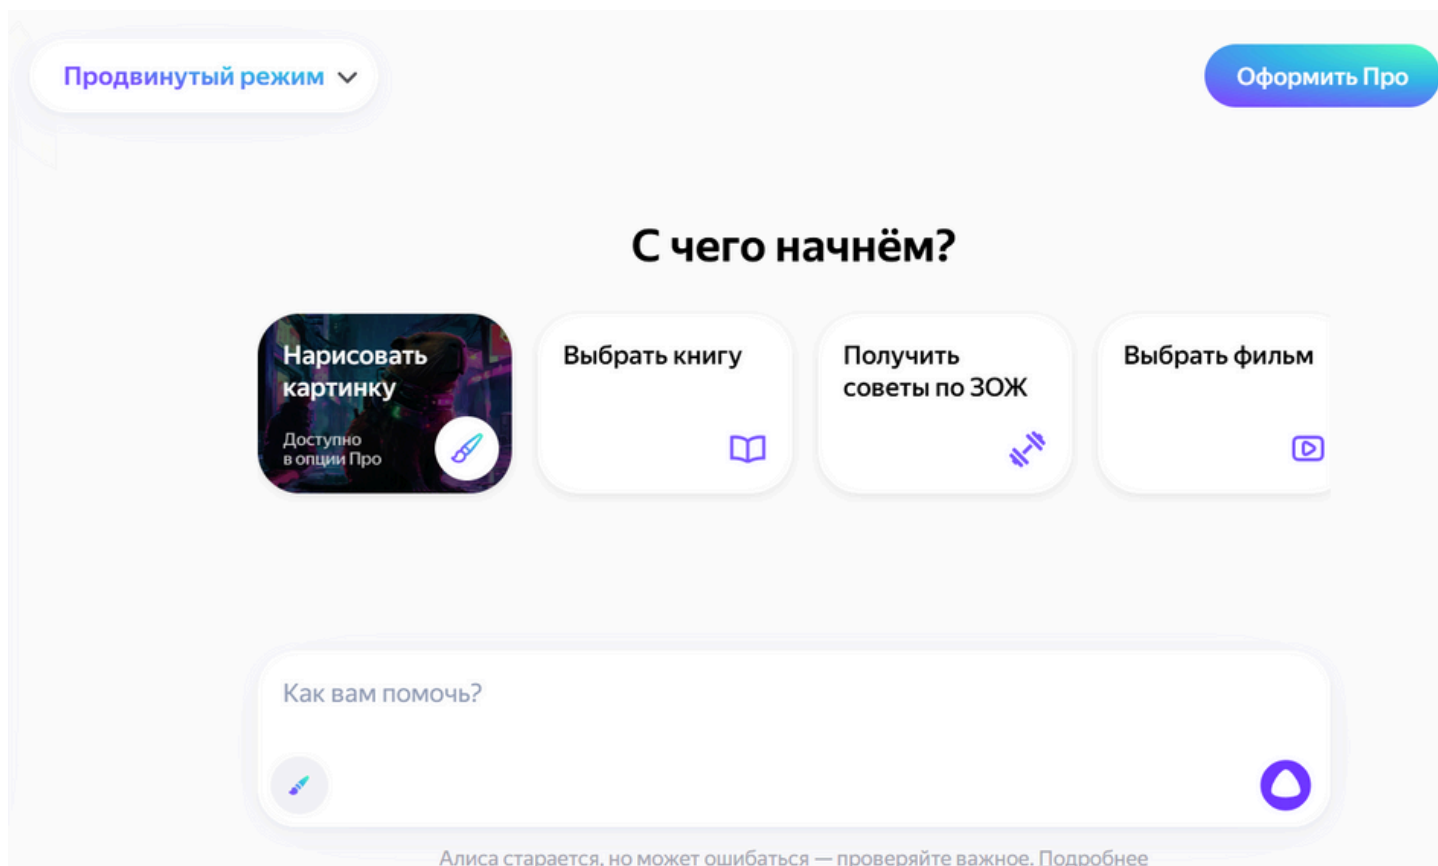 Продвинутый режим
Оформить Про
С чего начнём?
Нарисовать
картинку
Доступно
в опции Про
Выбрать книгу
Получить
советы по ЗОЖ
Выбрать фильм
Как вам помочь?
Алиса старается, но может ошибаться — проверяйте важное. Подробнее